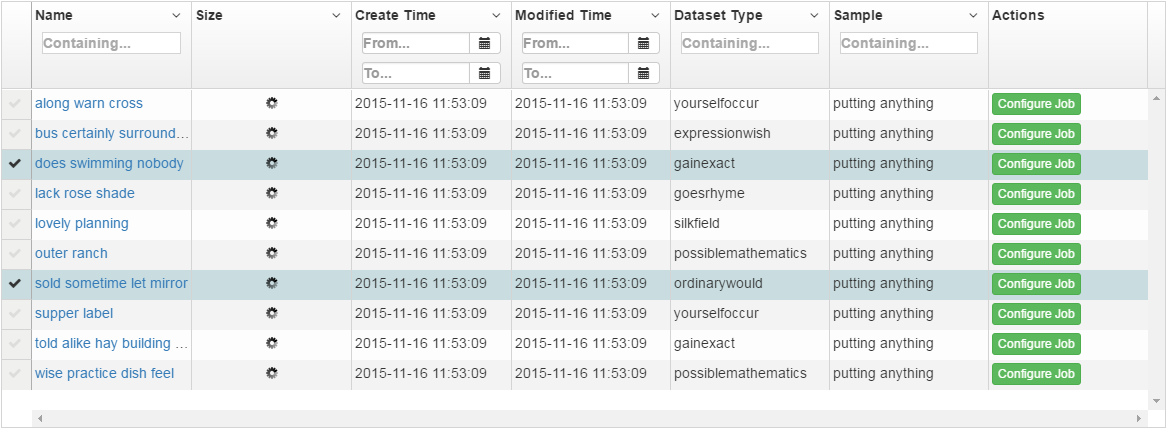 Name Size Create Time Modified Time Dataset Type Sample Actions
Containing... From... From... Containing... Containing...
To... To...
along warn cross 2015-11-16 11:53:09 2015-11-16 11:53:09 yourselfoccur putting anything Configure Job
bus certainly surround... 2015-11-16 11:53:09 2015-11-16 11:53:09 expressionwish putting anything Configure Job
does swimming nobody 2015-11-16 11:53:09 2015-11-16 11:53:09 gainexact putting anything Configure Job
lack rose shade 2015-11-16 11:53:09 2015-11-16 11:53:09 goesrhyme putting anything Configure Job
lovely planning 2015-11-16 11:53:09 2015-11-16 11:53:09 silkfield putting anything Configure Job
outer ranch 2015-11-16 11:53:09 2015-11-16 11:53:09 possiblemathematics putting anything Configure Job
sold sometime let mirror 2015-11-16 11:53:09 2015-11-16 11:53:09 ordinarywould putting anything Configure Job
supper label 2015-11-16 11:53:09 2015-11-16 11:53:09 yourselfoccur putting anything Configure Job
told alike hay building ... 2015-11-16 11:53:09 2015-11-16 11:53:09 gainexact putting anything Configure Job
wise practice dish feel 2015-11-16 11:53:09 2015-11-16 11:53:09 possiblemathematics putting anything Configure Job